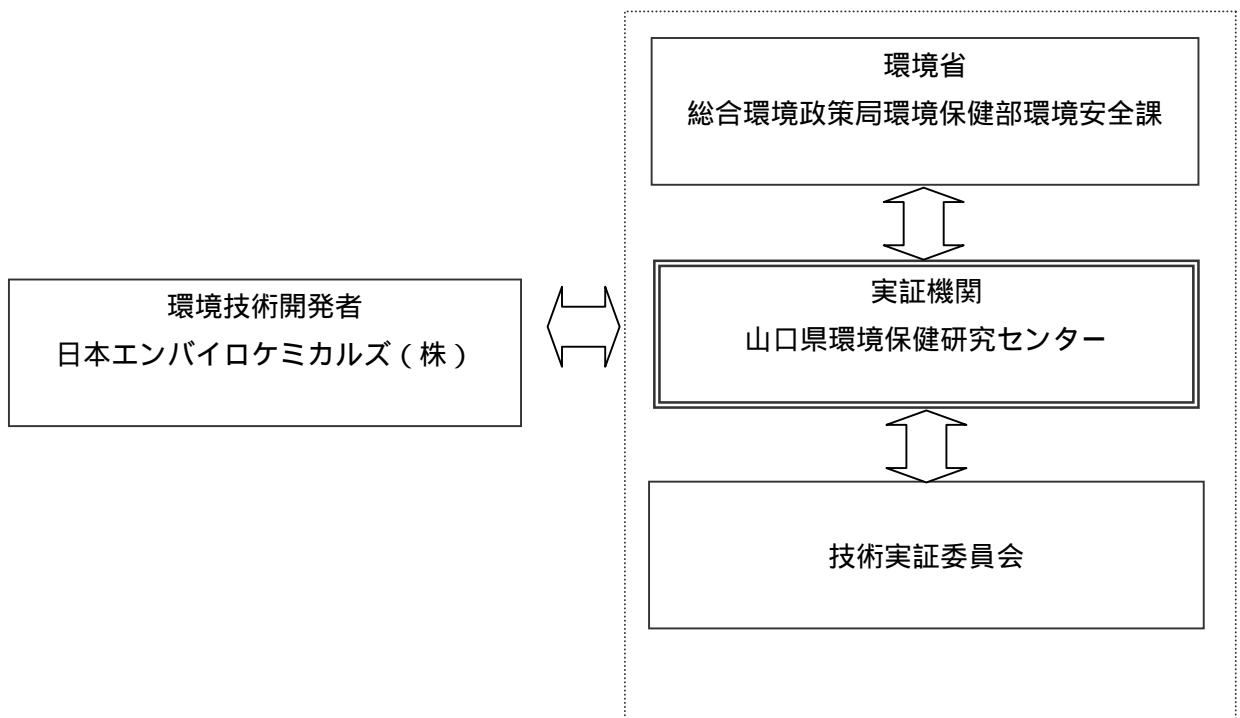 環境省
総合環境政策局環境保健部環境安全課
環境技術開発者
日本エンバイロケミカルズ(株)
実証機関
山口県環境保健研究センター
技術実証委員会